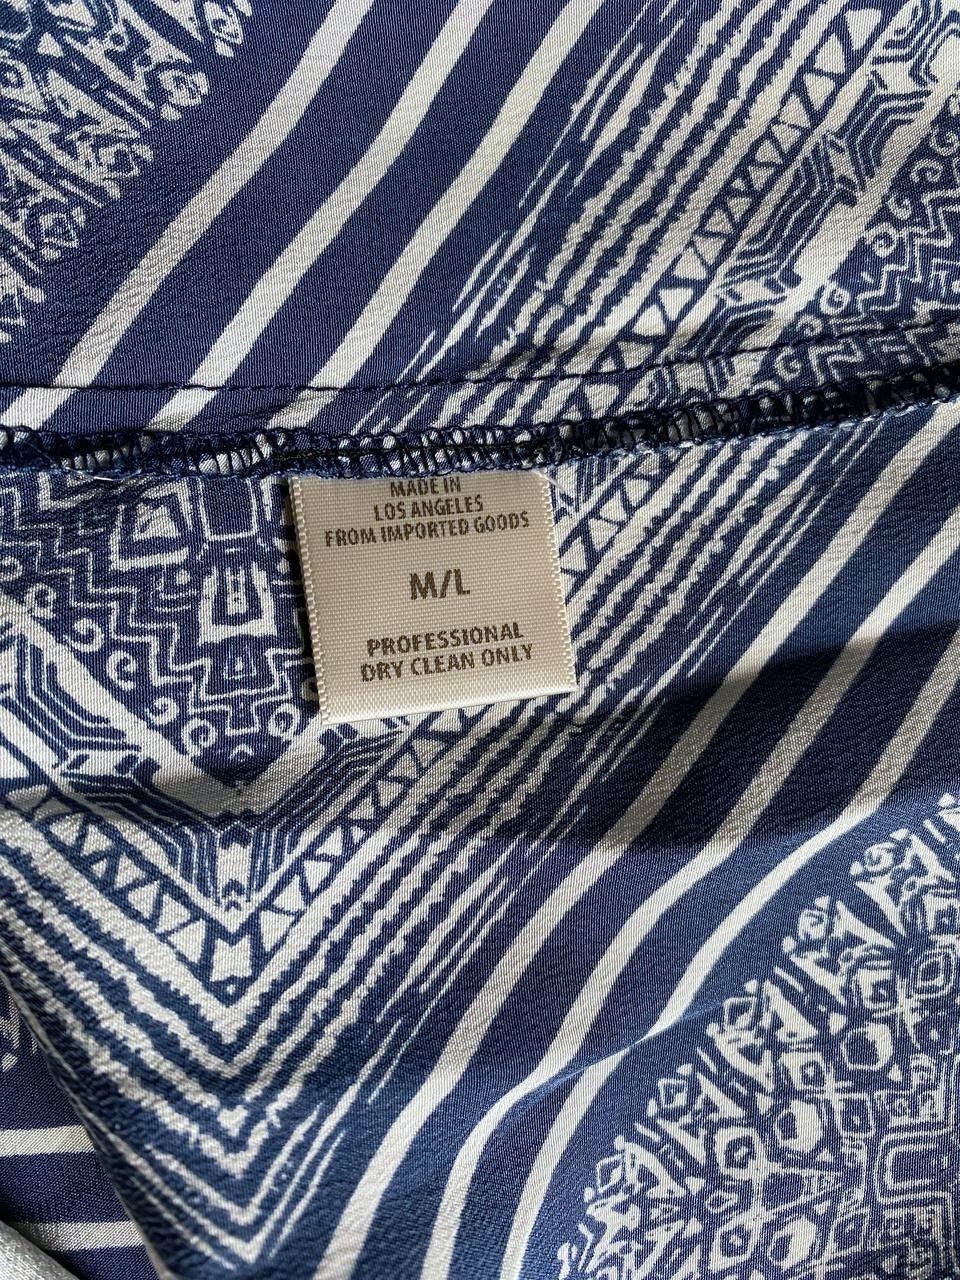 MADE IN
LOS ANGELES
FROM IMPORTED GOODS
M/L
PROFESSIONAL
DRY CLEAN ONLY